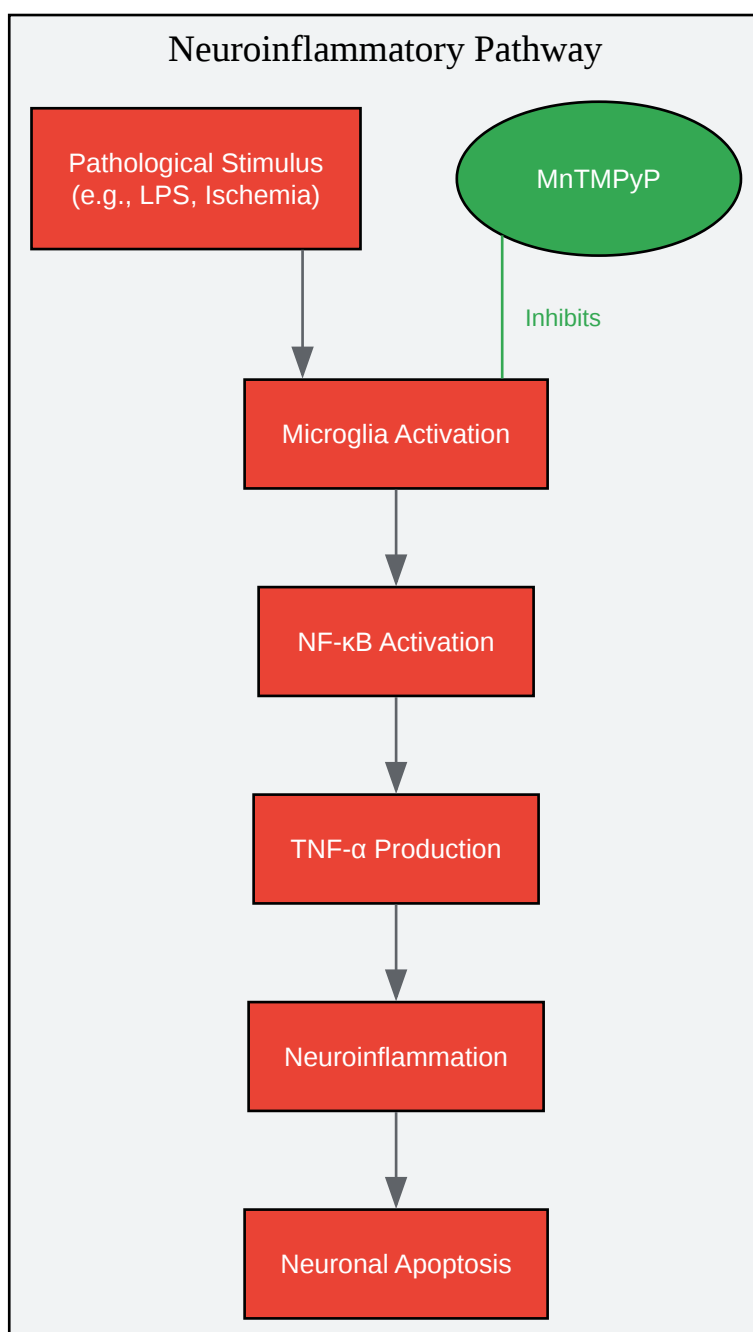 Neuroinflammatory Pathway
Pathological Stimulus
(e.g., LPS, Ischemia)
MnTMPyP
Inhibits
Microglia Activation
NF-κB Activation
TNF-α Production
Neuroinflammation
Neuronal Apoptosis